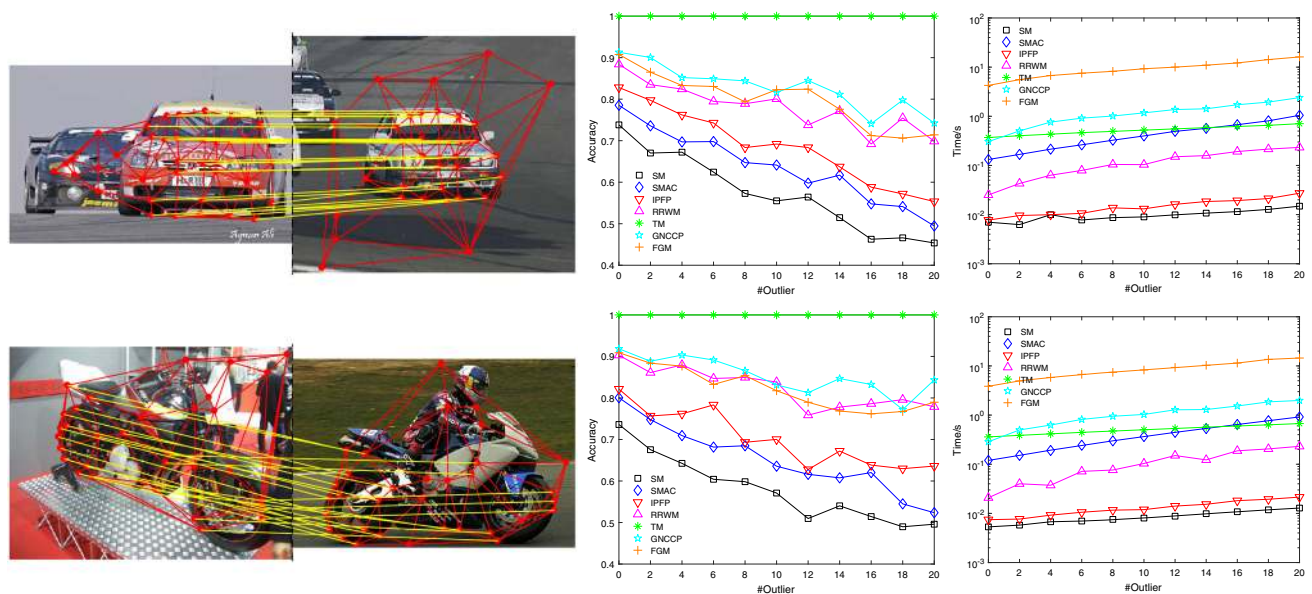 Agreem Ali
1
0.9
0.8
0.7
0.6
0.5
0.4
0 2 4 6 8 10 12 14 16 18 20
#Outlier
Accuracy
SM
SMAC
IPFP
RRWM
TM
GNCCP
FGM
10^2
10^1
10^0
10^-1
10^-2
10^-3
0 2 4 6 8 10 12 14 16 18 20
#Outlier
Time/s
SM
SMAC
IPFP
RRWM
TM
GNCCP
FGM
1
0.9
0.8
0.7
0.6
0.5
0.4
0 2 4 6 8 10 12 14 16 18 20
#Outlier
Accuracy
SM
SMAC
IPFP
RRWM
TM
GNCCP
FGM
10^2
10^1
10^0
10^-1
10^-2
10^-3
0 2 4 6 8 10 12 14 16 18 20
#Outlier
Time/s
SM
SMAC
IPFP
RRWM
TM
GNCCP
FGM